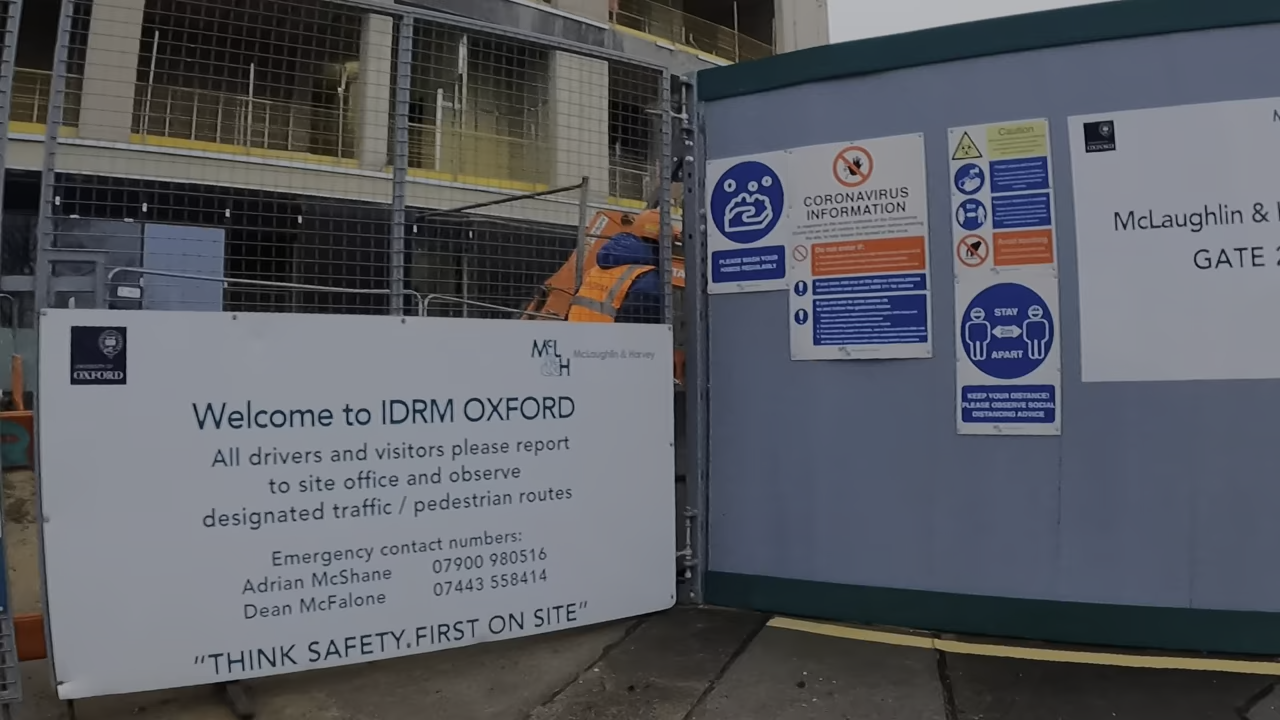 UNIVERSITY OF
OXFORD
McL
&H
McLaughlin & Harvey
Welcome to IDRM OXFORD
All drivers and visitors please report
to site office and observe
designated traffic / pedestrian routes
Emergency contact numbers:
Adrian McShane 07900 980516
Dean McFalone 07443 558414
"THINK SAFETY.FIRST ON SITE"
PLEASE WASH YOUR
HANDS REGULARLY
CORONAVIRUS
INFORMATION
Do not enter if:
Caution
Avoid touching
STAY
2m
APART
KEEP YOUR DISTANCE!
PLEASE OBSERVE SOCIAL
DISTANCING ADVICE
OXFORD
McLaughlin &
GATE 2